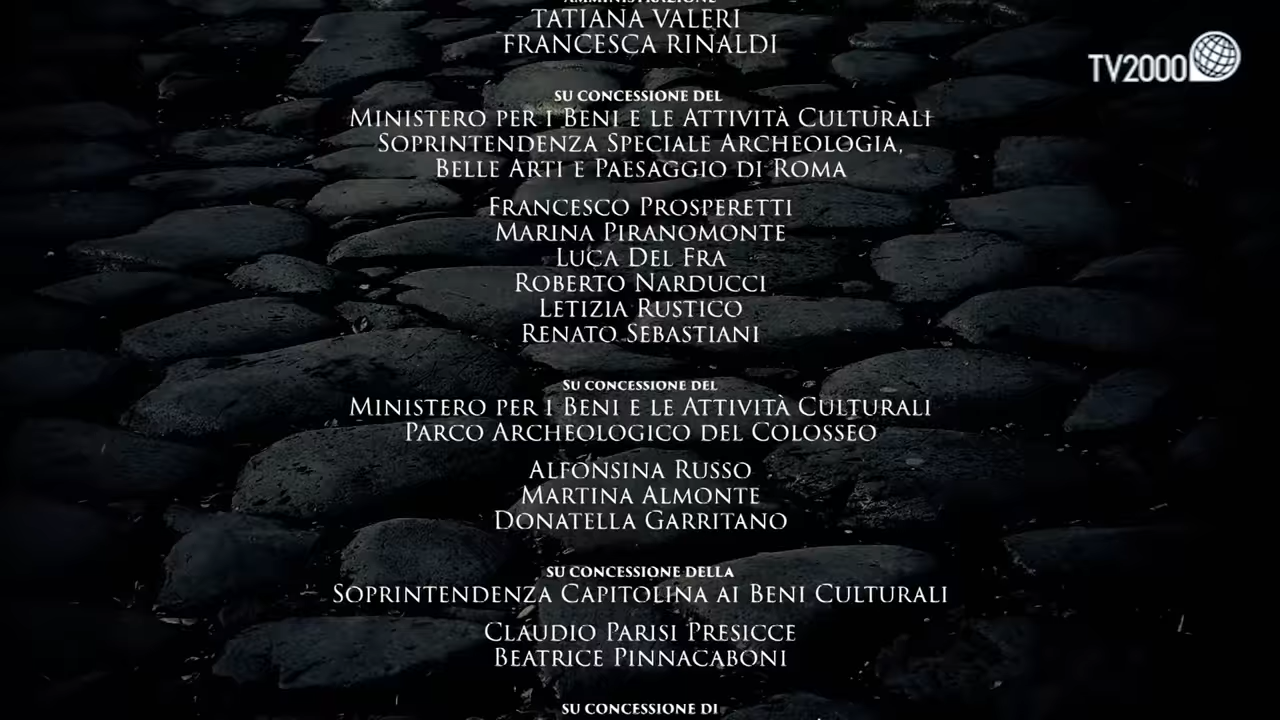 AMMINISTRAZIONE
TATIANA VALERI
FRANCESCA RINALDI
TV2000
SU CONCESSIONE DEL
MINISTERO PER I BENI E LE ATTIVITÀ CULTURALI
SOPRINTENDENZA SPECIALE ARCHEOLOGIA,
BELLE ARTI E PAESAGGIO DI ROMA
FRANCESCO PROSPERETTI
MARINA PIRANOMONTE
LUCA DEL FRA
ROBERTO NARDUCCI
LETIZIA RUSTICO
RENATO SEBASTIANI
SU CONCESSIONE DEL
MINISTERO PER I BENI E LE ATTIVITÀ CULTURALI
PARCO ARCHEOLOGICO DEL COLOSSEO
ALFONSINA RUSSO
MARTINA ALMONTE
DONATELLA GARRITANO
SU CONCESSIONE DELLA
SOPRINTENDENZA CAPITOLINA AI BENI CULTURALI
CLAUDIO PARISI PRESICCE
BEATRICE PINNACABONI
SU CONCESSIONE DI